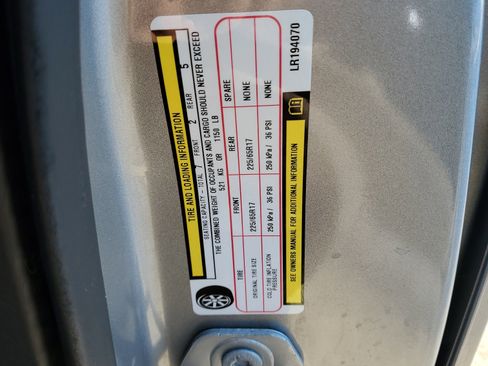 TIRE AND LOADING INFORMATION
SEATING CAPACITY - TOTAL 7 FRONT 2 REAR 5
THE COMBINED WEIGHT OF OCCUPANTS AND CARGO SHOULD NEVER EXCEED
521 KG OR 1150 LB
TIRE FRONT REAR SPARE
ORIGINAL TIRE SIZE 225/65R17 225/65R17 NONE
COLD TIRE INFLATION PRESSURE 250 kPa / 36 PSI 250 kPa / 36 PSI NONE
SEE OWNERS MANUAL FOR ADDITIONAL INFORMATION
LR194070